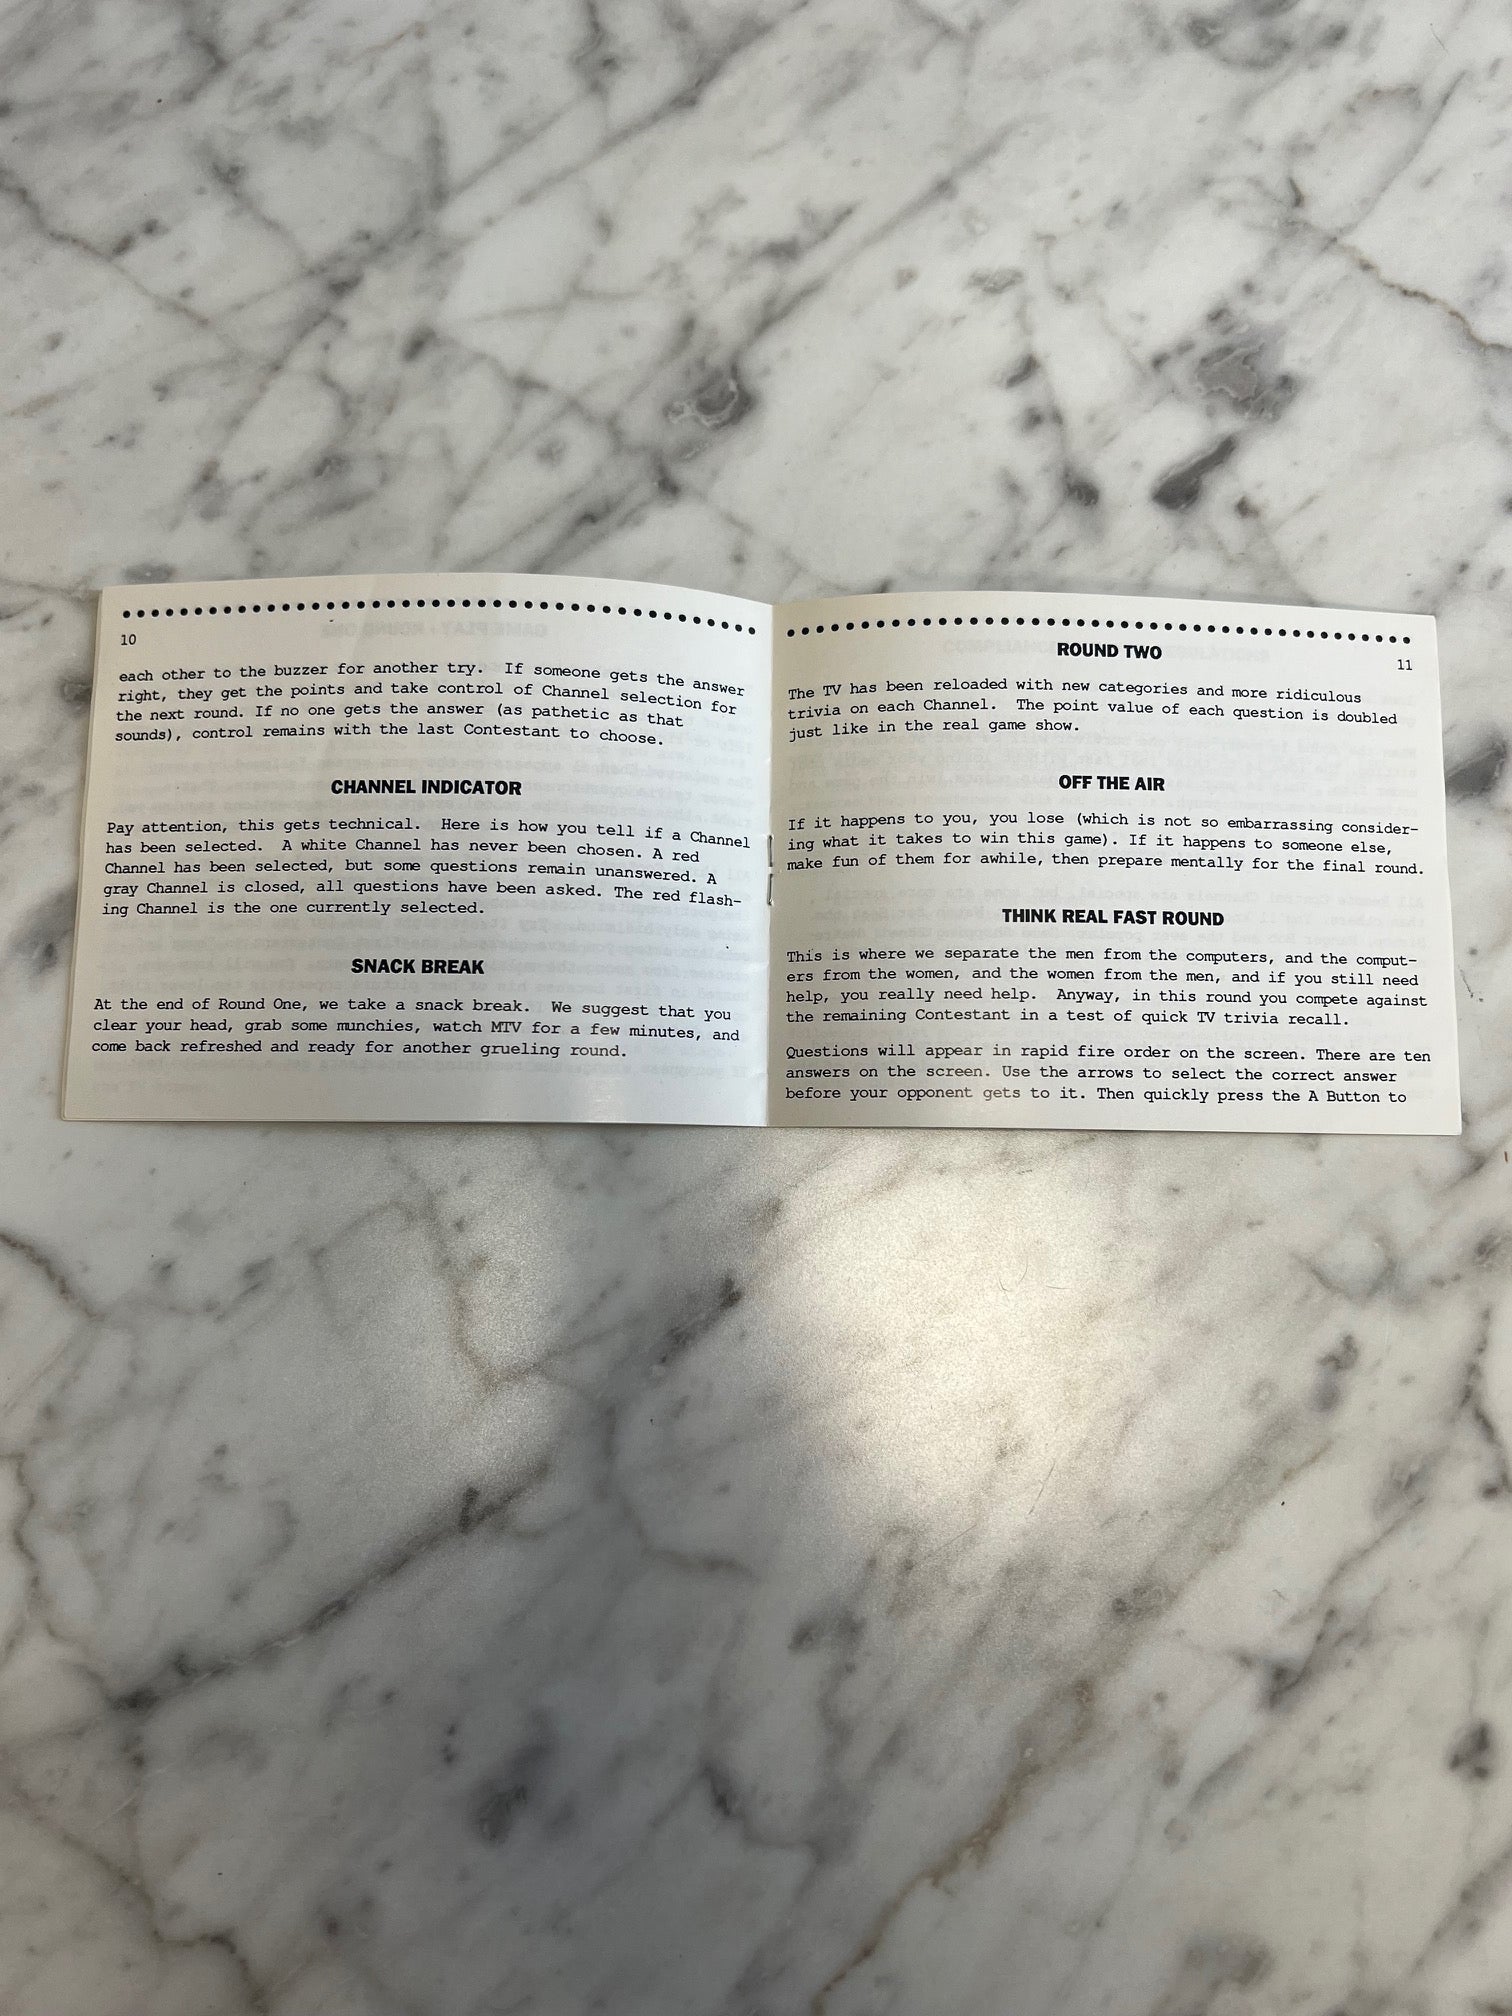 10
each other to the buzzer for another try.  If someone gets the answer
right, they get the points and take control of Channel selection for
the next round. If no one gets the answer (as pathetic as that
sounds), control remains with the last Contestant to choose.
CHANNEL INDICATOR
Pay attention, this gets technical.  Here is how you tell if a Channel
has been selected.  A white Channel has never been chosen. A red
Channel has been selected, but some questions remain unanswered. A
gray Channel is closed, all questions have been asked. The red flash-
ing Channel is the one currently selected.
SNACK BREAK
At the end of Round One, we take a snack break.  We suggest that you
clear your head, grab some munchies, watch MTV for a few minutes, and
come back refreshed and ready for another grueling round.
ROUND TWO
11
The TV has been reloaded with new categories and more ridiculous
trivia on each Channel.  The point value of each question is doubled
just like in the real game show.
OFF THE AIR
If it happens to you, you lose (which is not so embarrassing consider-
ing what it takes to win this game). If it happens to someone else,
make fun of them for awhile, then prepare mentally for the final round.
THINK REAL FAST ROUND
This is where we separate the men from the computers, and the comput-
ers from the women, and the women from the men, and if you still need
help, you really need help.  Anyway, in this round you compete against
the remaining Contestant in a test of quick TV trivia recall.
Questions will appear in rapid fire order on the screen. There are ten
answers on the screen. Use the arrows to select the correct answer
before your opponent gets to it. Then quickly press the A Button to